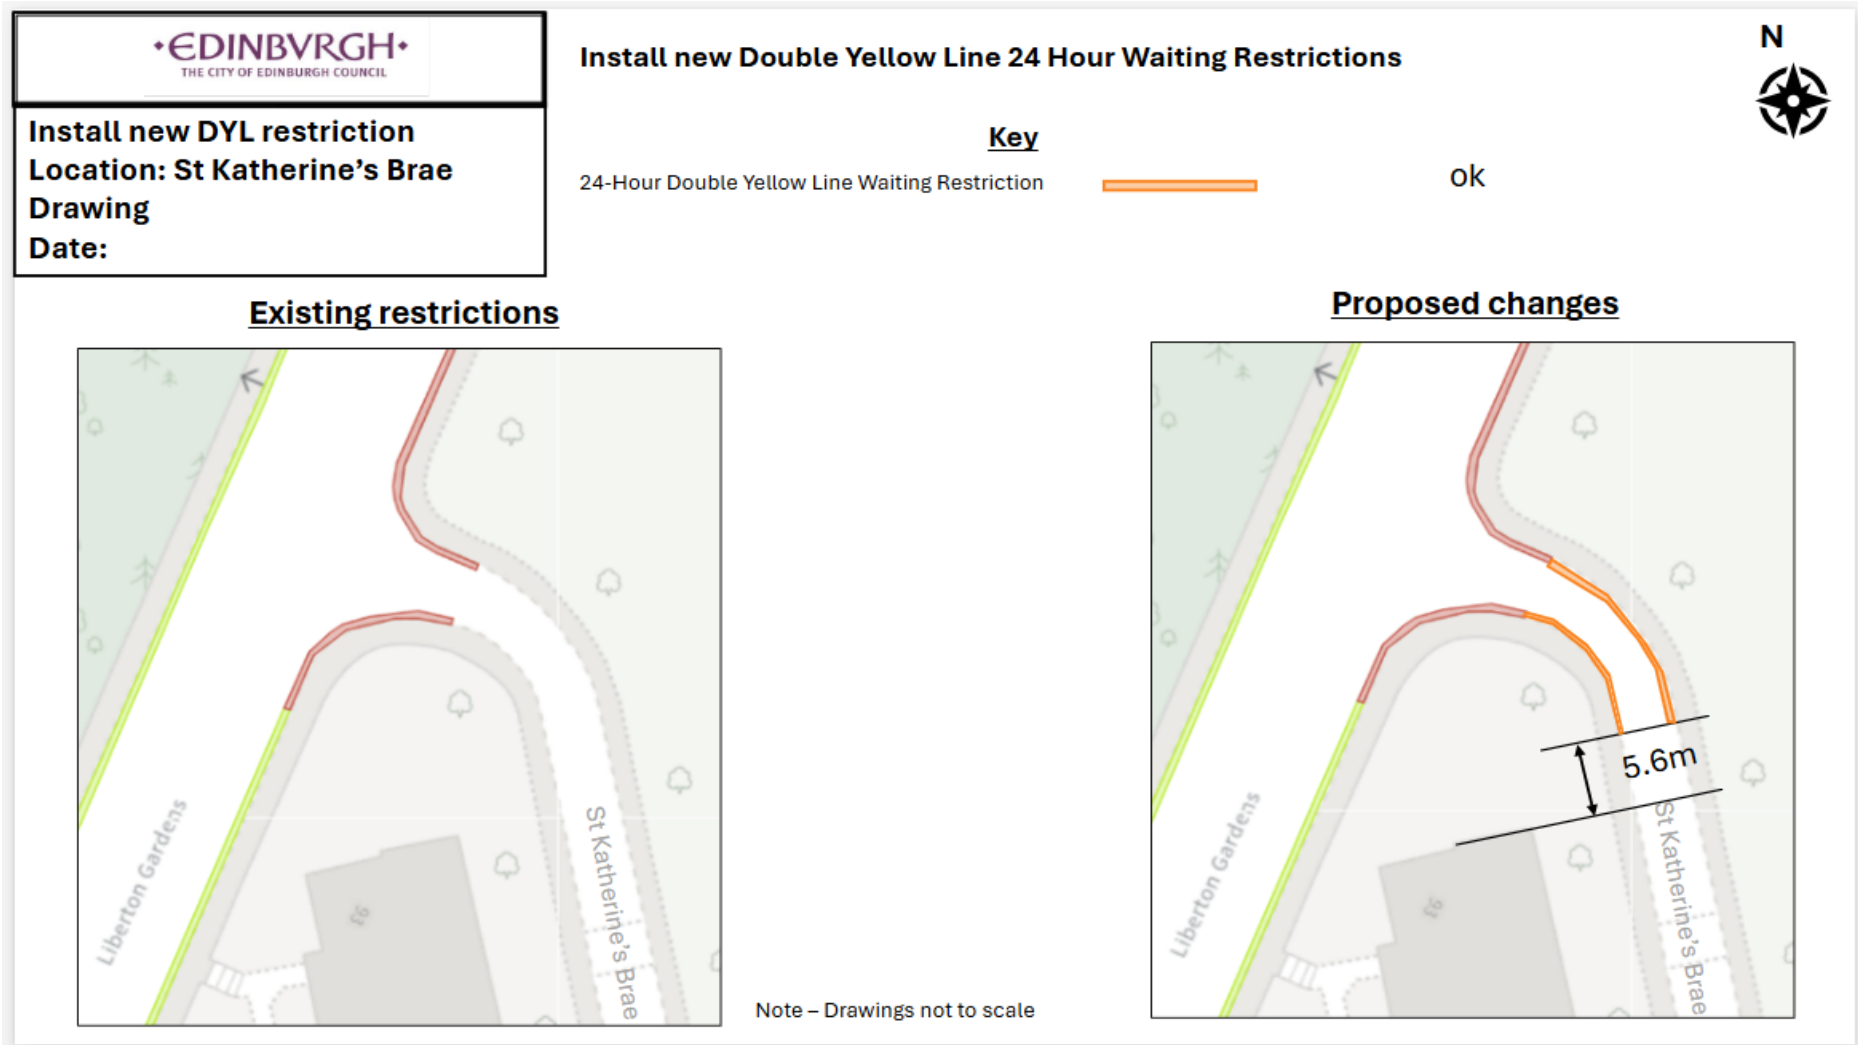 EDINBVRGH
THE CITY OF EDINBURGH COUNCIL
Install new DYL restriction
Location: St Katherine’s Brae
Drawing
Date:
Install new Double Yellow Line 24 Hour Waiting Restrictions
N
Key
24-Hour Double Yellow Line Waiting Restriction
ok
Existing restrictions
Liberton Gardens
93
St Katherine’s Brae
Proposed changes
5.6m
Liberton Gardens
93
St Katherine’s Brae
Note – Drawings not to scale